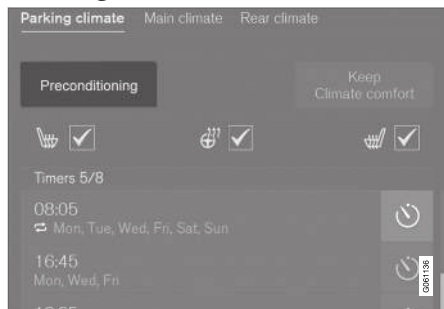 Parking climate Main climate Rear climate
Preconditioning
Keep
Climate comfort
Timers 5/8
08:05
Mon, Tue, Wed, Fri, Sat, Sun
16:45
Mon, Wed, Fri
G061136